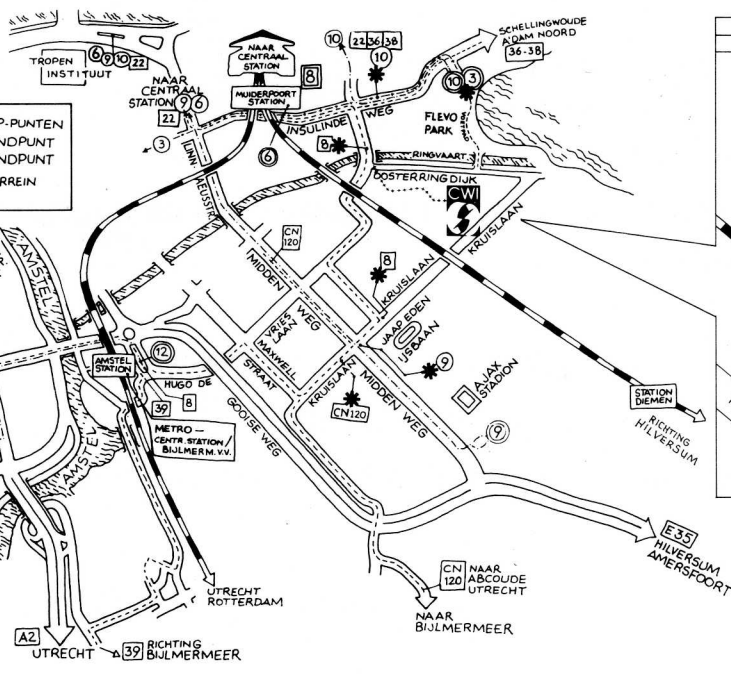 SCHELLINGWOUDE
A'DAM NOORD
36-38
10
22 36 38
10
NAAR
CENTRAAL
STATION
8
MUIDERPOORT
STATION
6 9 10 22
TROPEN
INSTITUUT
NAAR
CENTRAAL
STATION 9 6
22
3
10 3
FLEVO
PARK
INSULINDE WEG
6
8
RINGVAART
OOSTERRINGDIJK
CWI
P-PUNTEN
NDPUNT
NDPUNT
RREIN
LINNAEUSSTR
CN
120
KRUISLAAN
8
KRUISLAAN
MIDDEN WEG
JAAP EDEN
IJSBAAN
VRIES
LAAN
MAXWELL
STRAAT
AMSTEL
12
AMSTEL
STATION
HUGO DE
8
39
METRO-
CENTR. STATION/
BIJLMERM. V.V.
KRUISLAAN
CN 120
9
MIDDEN WEG
AJAX
STADION
9
STATION
DIEMEN
RICHTING
HILVERSUM
GOOISE WEG
AMSTEL
E35
HILVERSUM
AMERSFOORT
CN
120
NAAR
ABCOUDE
UTRECHT
NAAR
BIJLMERMEER
UTRECHT
ROTTERDAM
A2
UTRECHT
39 RICHTING
BIJLMERMEER